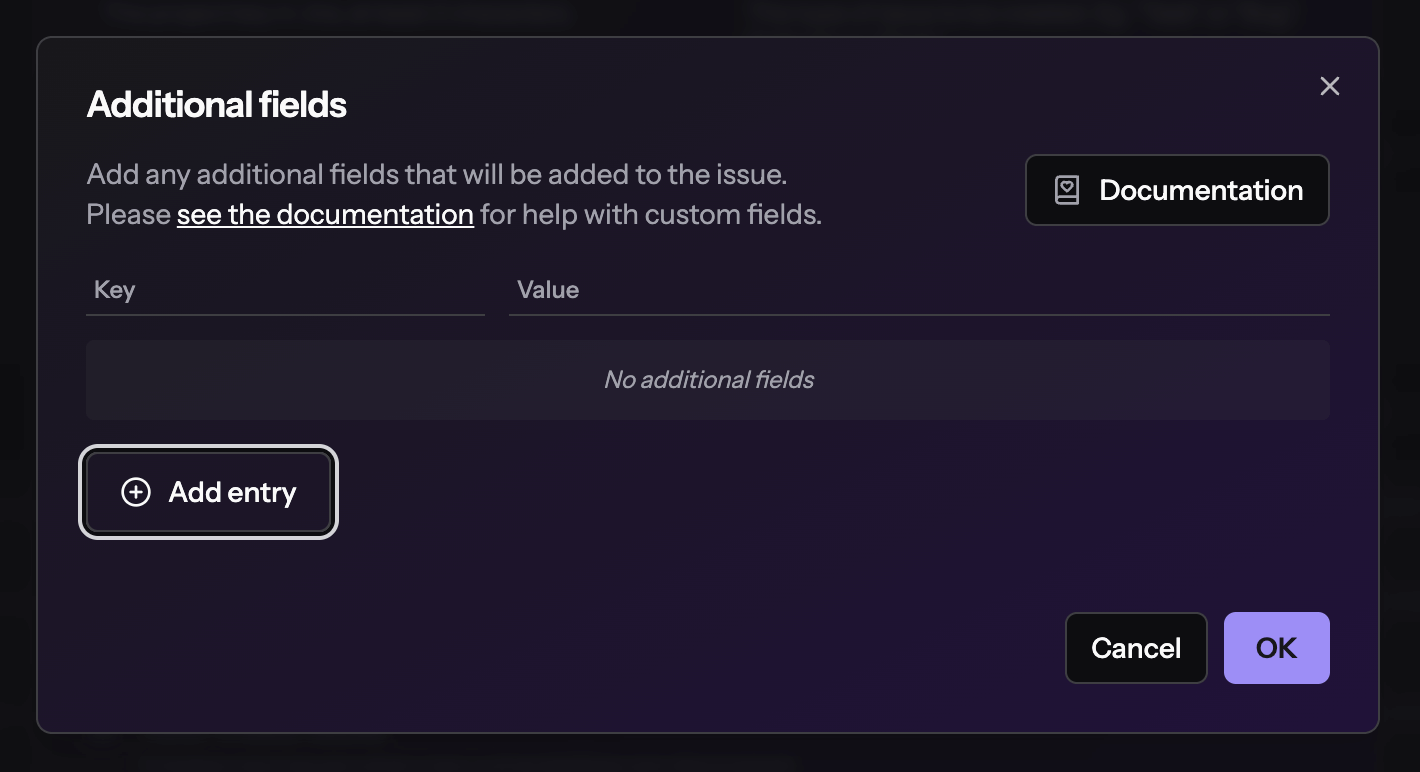 Additional fields
Add any additional fields that will be added to the issue.
Please see the documentation for help with custom fields.
Documentation
Key
Value
No additional fields
Add entry
Cancel
OK